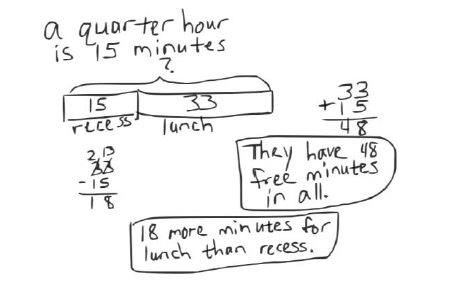 a quarter hour
is 15 minutes
?
15 33
recess lunch
33
+15
48
2 13
33
-15
18
They have 48
free minutes
in all.
18 more minutes for
lunch than recess.